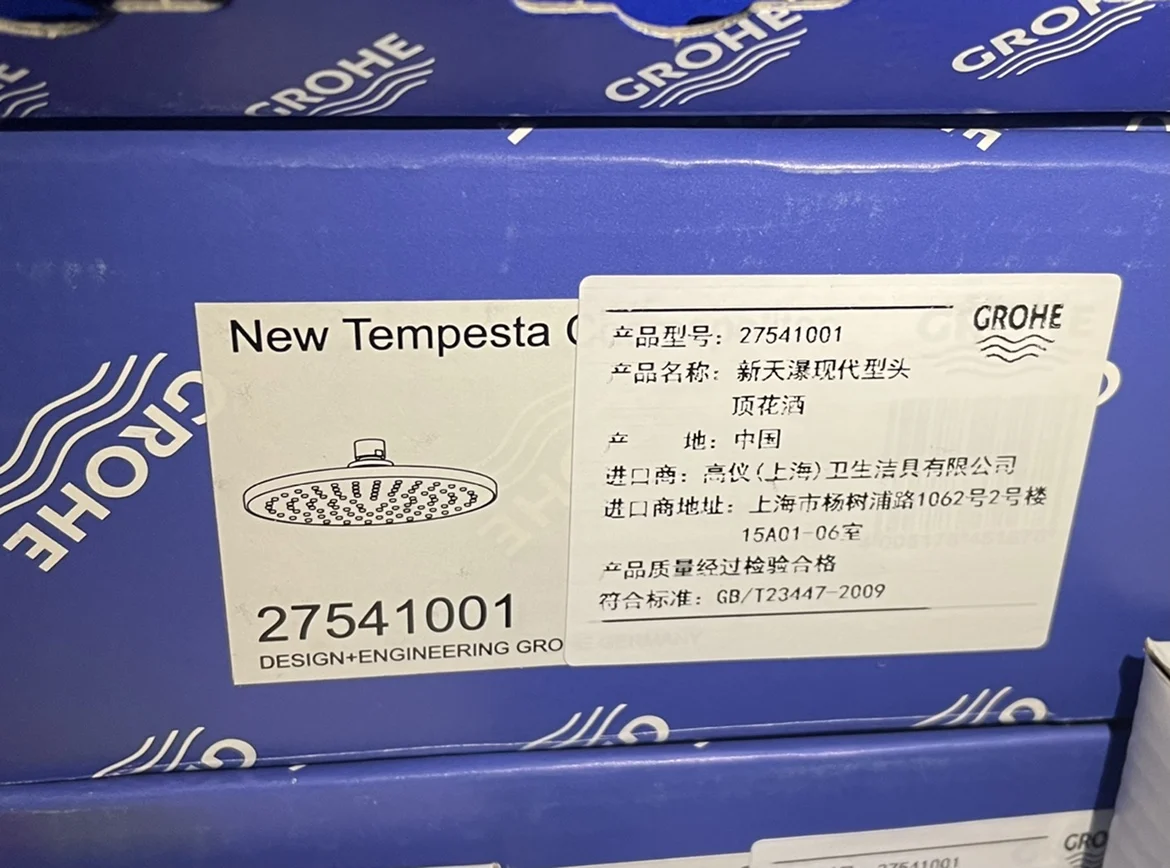 GROHE
GROHE
GROHE
New Tempesta
27541001
DESIGN+ENGINEERING GRO
GROHE
产品型号：27541001
产品名称：新天瀑现代型头
顶花洒
产 地：中国
进口商：高仪(上海)卫生洁具有限公司
进口商地址：上海市杨树浦路1062号2号楼
15A01-06室
产品质量经过检验合格
符合标准：GB/T23447-2009
GROHE
GRO
27541001